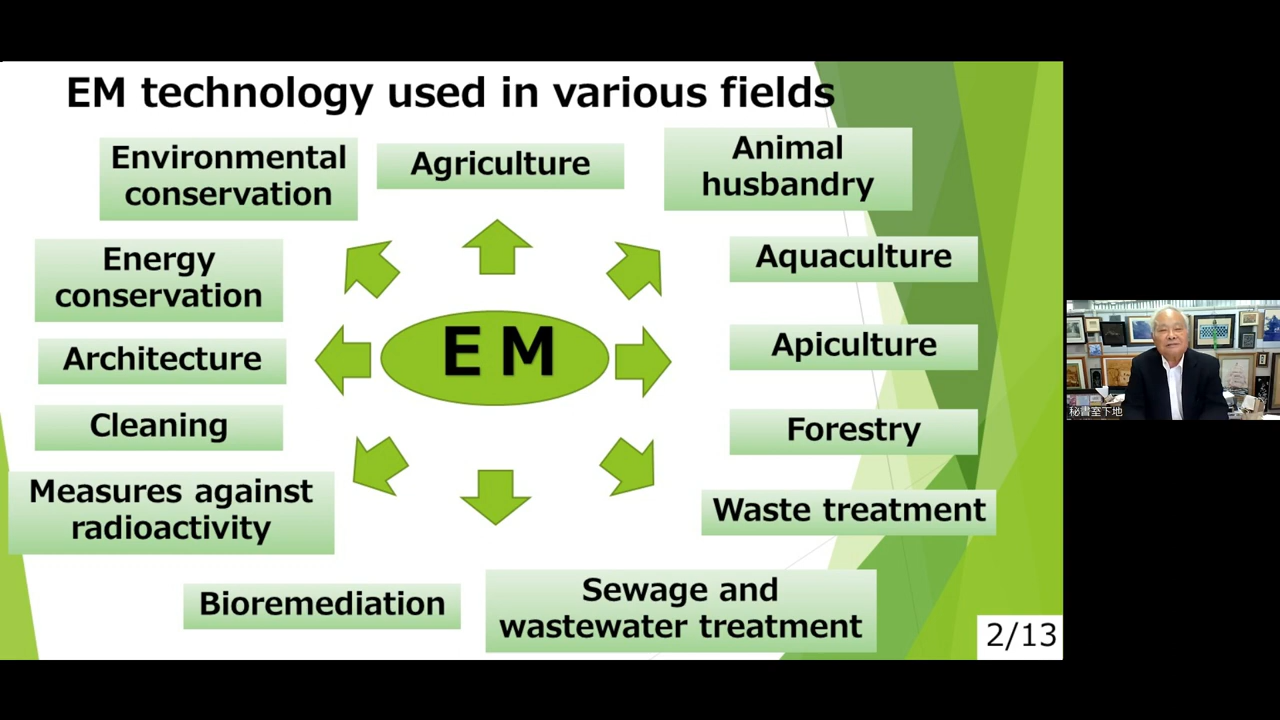 EM technology used in various fields
Environmental
conservation
Agriculture
Animal
husbandry
Energy
conservation
Aquaculture
Architecture
EM
Apiculture
Cleaning
Forestry
Measures against
radioactivity
Waste treatment
Bioremediation
Sewage and
wastewater treatment
2/13
秘書室下地